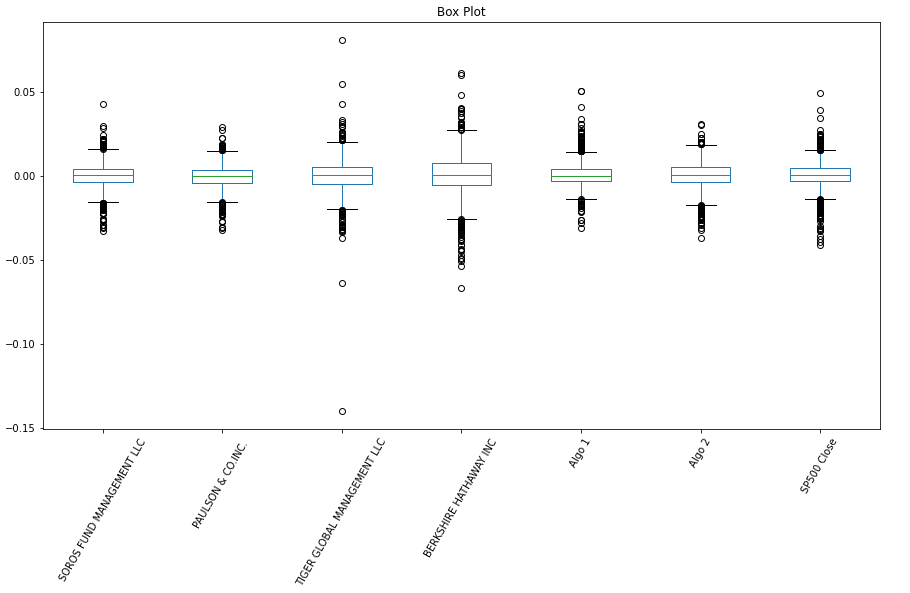 Box Plot
0.05
0.00
−0.05
−0.10
−0.15
SOROS FUND MANAGEMENT LLC
PAULSON & CO.INC.
TIGER GLOBAL MANAGEMENT LLC
BERKSHIRE HATHAWAY INC
Algo 1
Algo 2
SP500 Close